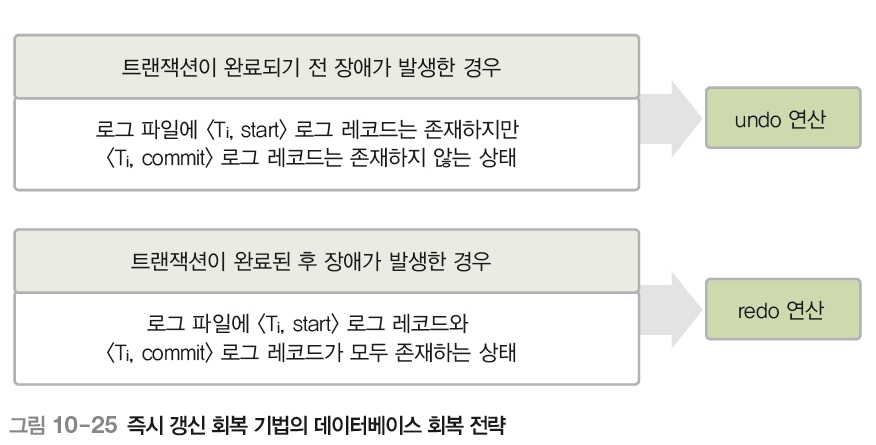 트랜잭션이 완료되기 전 장애가 발생한 경우
로그 파일에 〈Ti, start〉 로그 레코드는 존재하지만
〈Ti, commit〉 로그 레코드는 존재하지 않는 상태
undo 연산
트랜잭션이 완료된 후 장애가 발생한 경우
로그 파일에 〈Ti, start〉 로그 레코드와
〈Ti, commit〉 로그 레코드가 모두 존재하는 상태
redo 연산
그림 10-25 즉시 갱신 회복 기법의 데이터베이스 회복 전략